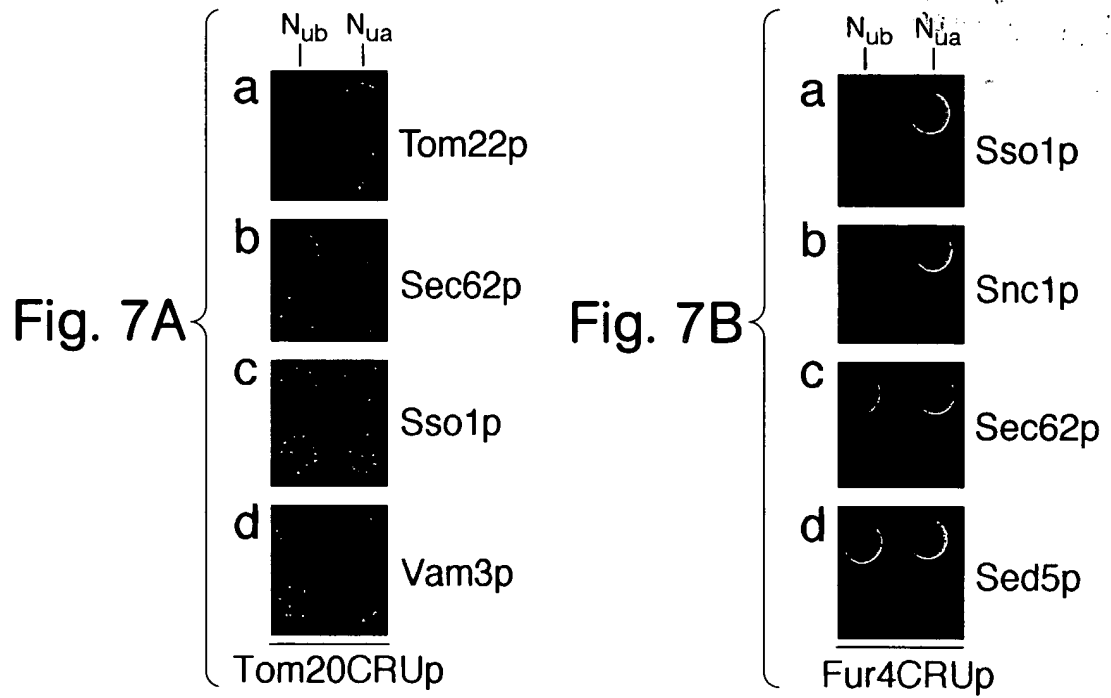 Fig. 7A
N_ub N_ua
a Tom22p
b Sec62p
c Sso1p
d Vam3p
Tom20CRUp
Fig. 7B
N_ub N_ua
a Sso1p
b Snc1p
c Sec62p
d Sed5p
Fur4CRUp